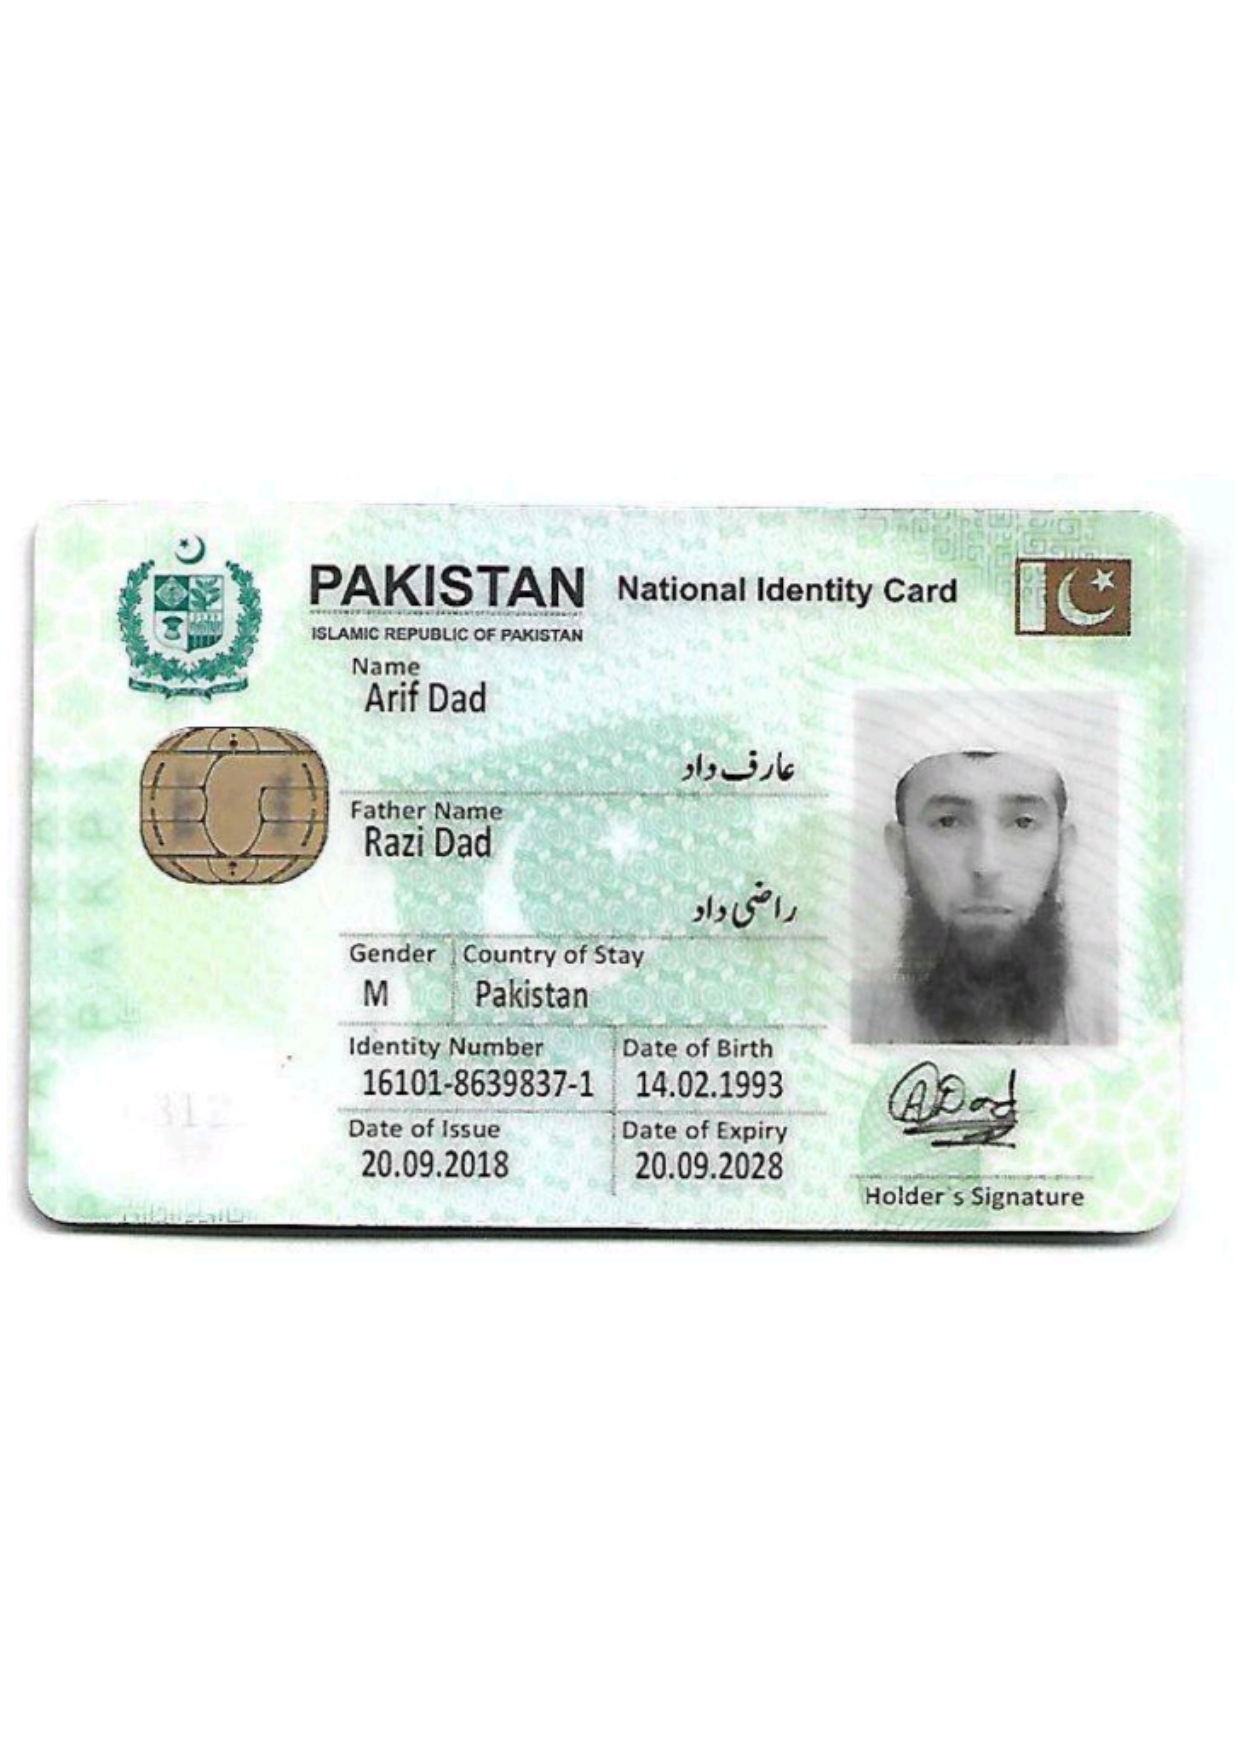 PAKISTAN National Identity Card
ISLAMIC REPUBLIC OF PAKISTAN
Name
Arif Dad
عارف داد
Father Name
Razi Dad
راضی داد
Gender Country of Stay
M Pakistan
Identity Number Date of Birth
16101-8639837-1 14.02.1993
Date of Issue Date of Expiry
20.09.2018 20.09.2028
ADad
Holder's Signature
312